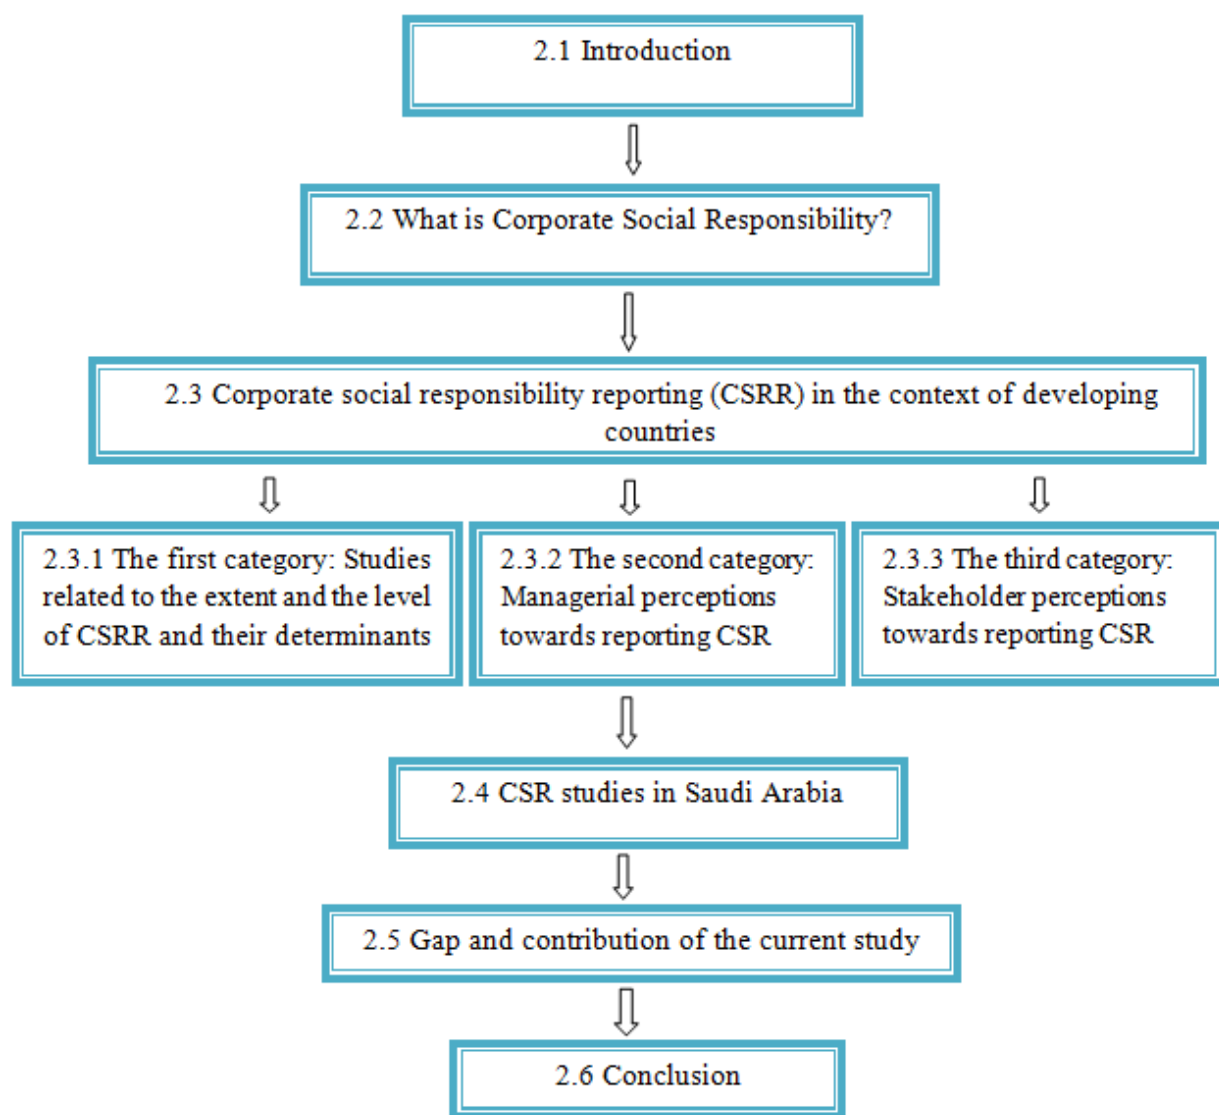 2.1 Introduction
2.2 What is Corporate Social Responsibility?
2.3 Corporate social responsibility reporting (CSRR) in the context of developing
countries
2.3.1 The first category: Studies
related to the extent and the level
of CSRR and their determinants
2.3.2 The second category:
Managerial perceptions
towards reporting CSR
2.3.3 The third category:
Stakeholder perceptions
towards reporting CSR
2.4 CSR studies in Saudi Arabia
2.5 Gap and contribution of the current study
2.6 Conclusion